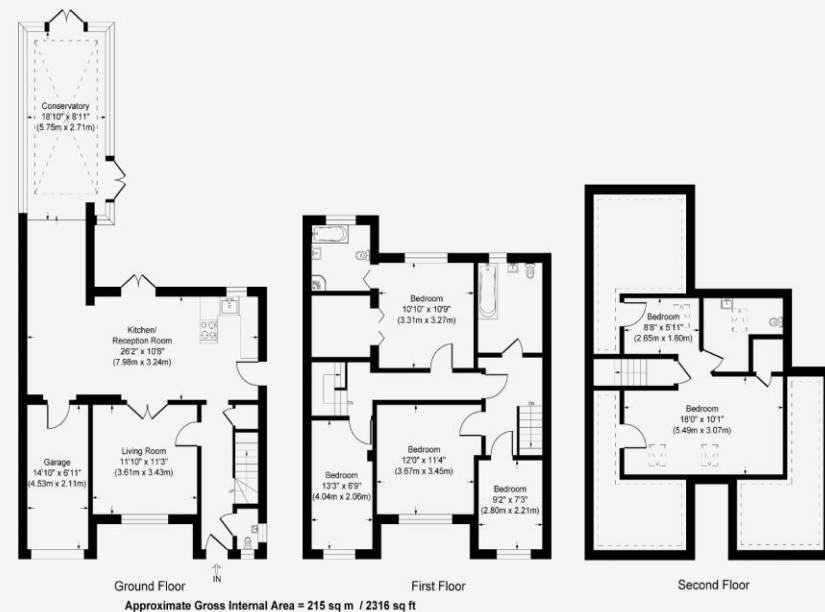 Conservatory
18'10" x 8'11"
(5.75m x 2.71m)
Kitchen/
Reception Room
26'2" x 10'8"
(7.98m x 3.24m)
Garage
14'10" x 6'11"
(4.53m x 2.11m)
Living Room
11'10" x 11'3"
(3.61m x 3.43m)
IN
Ground Floor
Bedroom
10'10" x 10'9"
(3.31m x 3.27m)
Bedroom
13'3" x 6'9"
(4.04m x 2.06m)
Bedroom
12'0" x 11'4"
(3.67m x 3.45m)
Bedroom
9'2" x 7'3"
(2.80m x 2.21m)
First Floor
Bedroom
8'8" x 5'11"
(2.65m x 1.80m)
Bedroom
18'0" x 10'1"
(5.49m x 3.07m)
Second Floor
Approximate Gross Internal Area = 215 sq m / 2316 sq ft